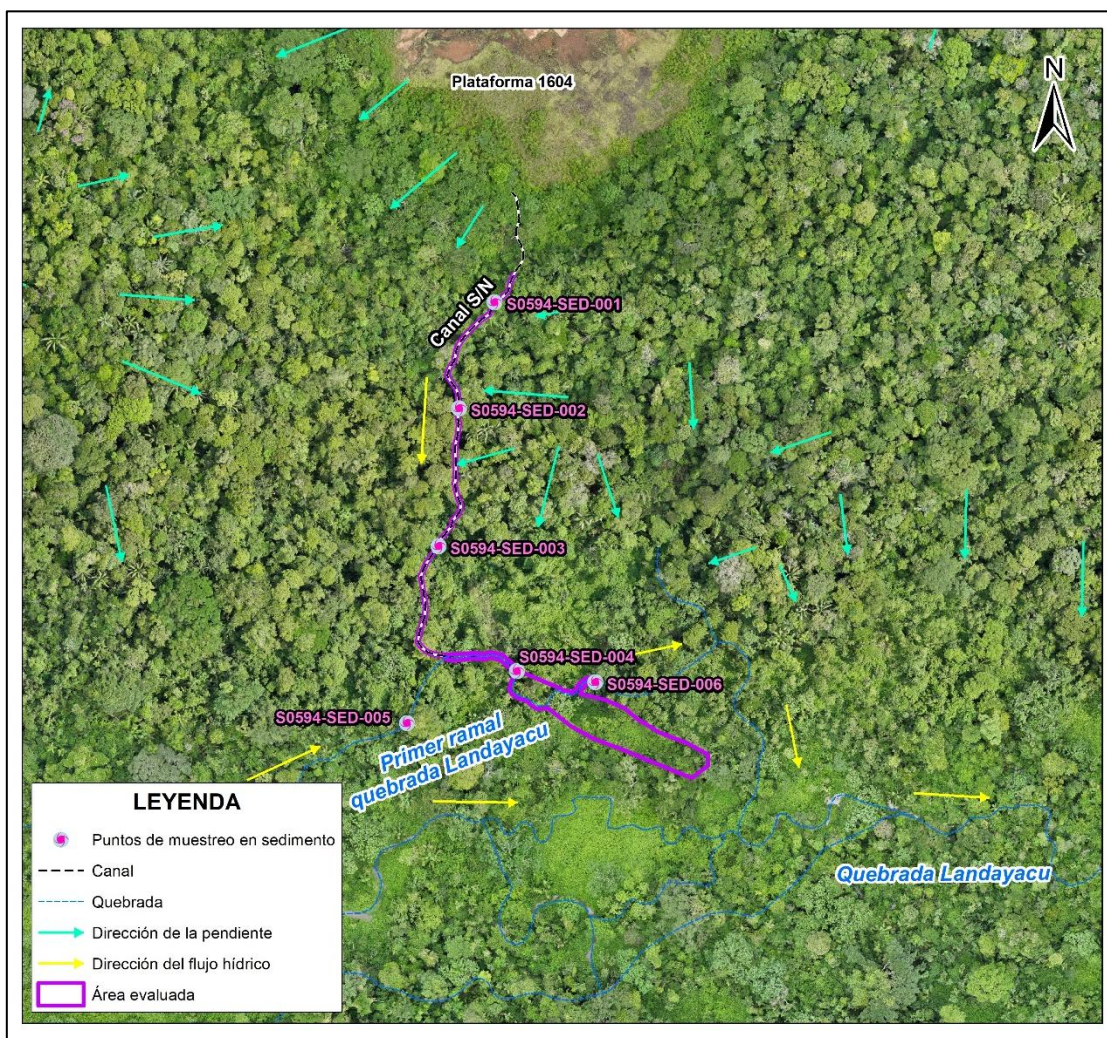 Plataforma 1604
N
Canal S/N
S0594-SED-001
S0594-SED-002
S0594-SED-003
S0594-SED-004
S0594-SED-006
S0594-SED-005
Primer ramal
quebrada Landayacu
Quebrada Landayacu
LEYENDA
Puntos de muestreo en sedimento
Canal
Quebrada
Dirección de la pendiente
Dirección del flujo hídrico
Área evaluada